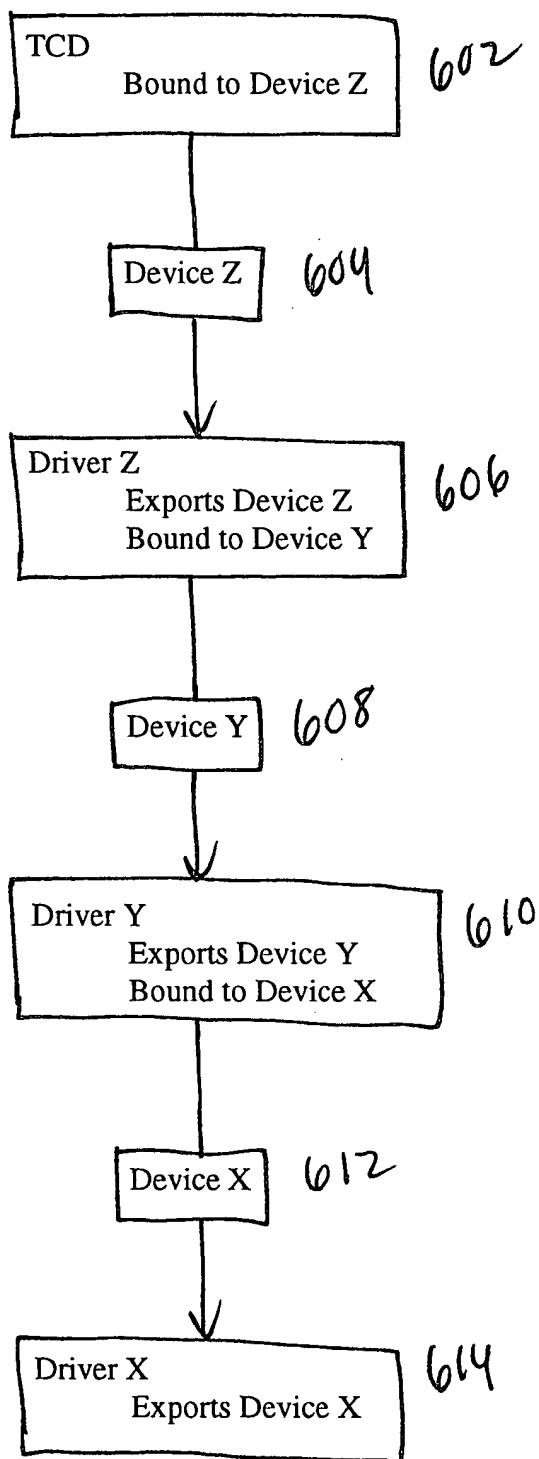 TCD
Bound to Device Z
602
Device Z
604
Driver Z
Exports Device Z
Bound to Device Y
606
Device Y
608
Driver Y
Exports Device Y
Bound to Device X
610
Device X
612
Driver X
Exports Device X
614